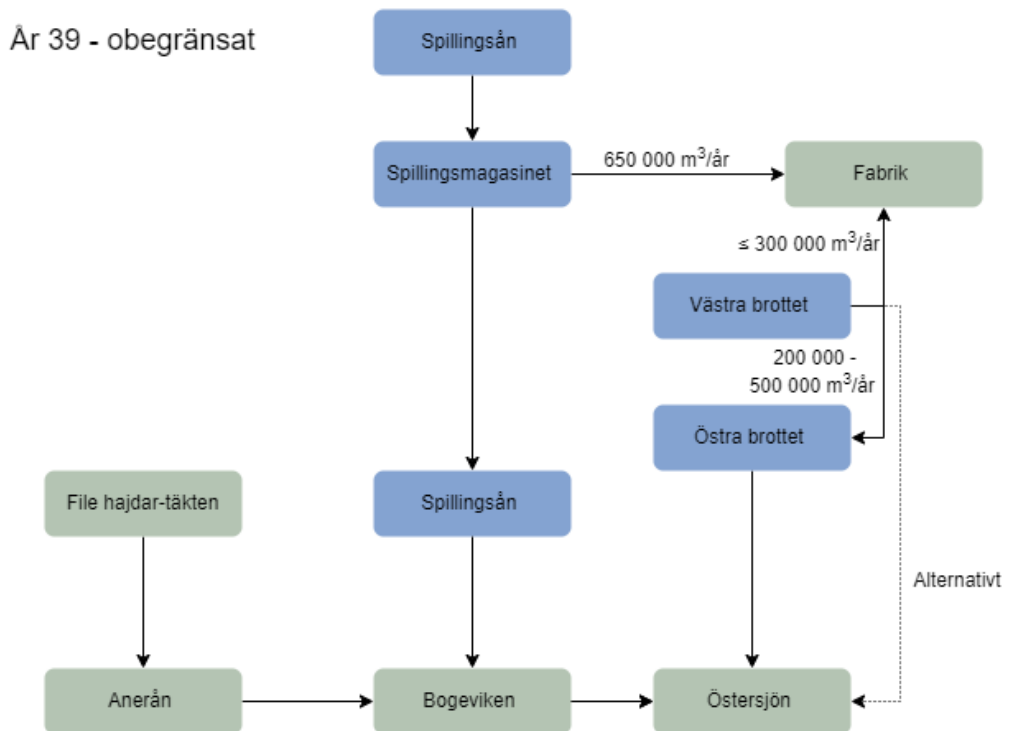 År 39 - obegränsat
Spillingsån
Spillingsmagasinet
650 000 m³/år
Fabrik
≤ 300 000 m³/år
Västra brottet
200 000 -
500 000 m³/år
Östra brottet
File hajdar-täkten
Spillingsån
Alternativt
Anerån
Bogeviken
Östersjön